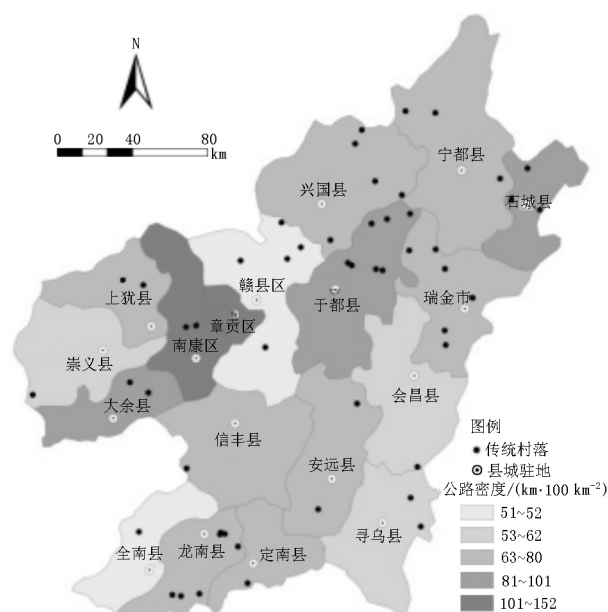 N
0 20 40 80
km
宁都县
兴国县
石城县
赣县区
于都县
瑞金市
上犹县
章贡区
南康区
崇义县
会昌县
大余县
信丰县
安远县
寻乌县
全南县
龙南县
定南县
图例
传统村落
县城驻地
公路密度/(km·100 km⁻²)
51~52
53~62
63~80
81~101
101~152